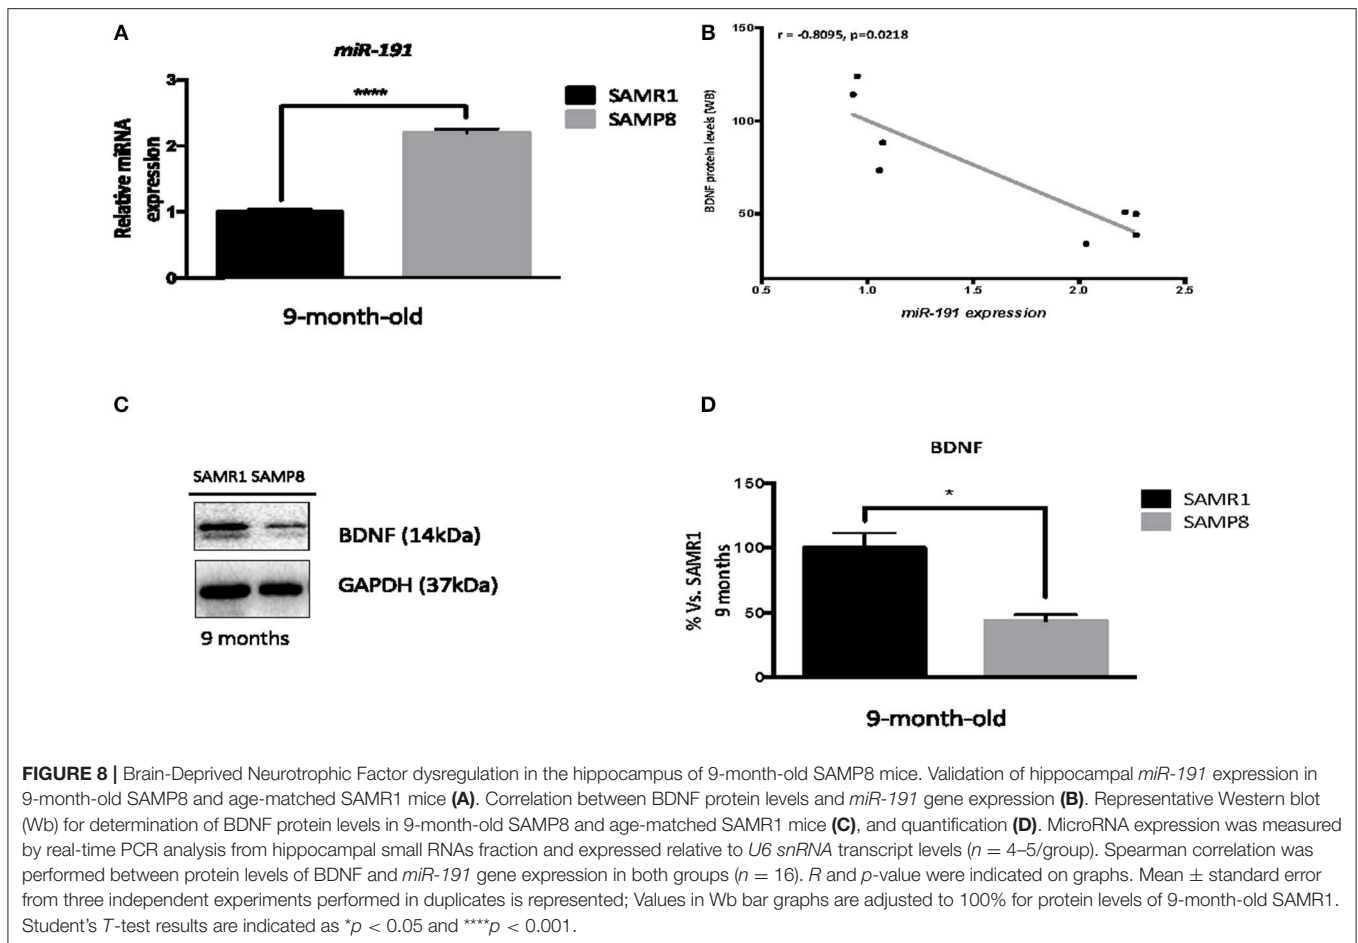 A
miR-191
Relative miRNA
expression
3
2
1
0
****
SAMR1
SAMP8
9-month-old
B
r = -0.8095, p=0.0218
BDNF protein levels (WB)
150
100
50
0.5 1.0 1.5 2.0 2.5
miR-191 expression
C
SAMR1 SAMP8
BDNF (14kDa)
GAPDH (37kDa)
9 months
D
BDNF
% Vs. SAMR1
9 months
150
100
50
0
*
SAMR1
SAMP8
9-month-old
FIGURE 8 | Brain-Deprived Neurotrophic Factor dysregulation in the hippocampus of 9-month-old SAMP8 mice. Validation of hippocampal miR-191 expression in
9-month-old SAMP8 and age-matched SAMR1 mice (A). Correlation between BDNF protein levels and miR-191 gene expression (B). Representative Western blot
(Wb) for determination of BDNF protein levels in 9-month-old SAMP8 and age-matched SAMR1 mice (C), and quantification (D). MicroRNA expression was measured
by real-time PCR analysis from hippocampal small RNAs fraction and expressed relative to U6 snRNA transcript levels (n = 4–5/group). Spearman correlation was
performed between protein levels of BDNF and miR-191 gene expression in both groups (n = 16). R and p-value were indicated on graphs. Mean ± standard error
from three independent experiments performed in duplicates is represented; Values in Wb bar graphs are adjusted to 100% for protein levels of 9-month-old SAMR1.
Student's T-test results are indicated as *p < 0.05 and ****p < 0.001.